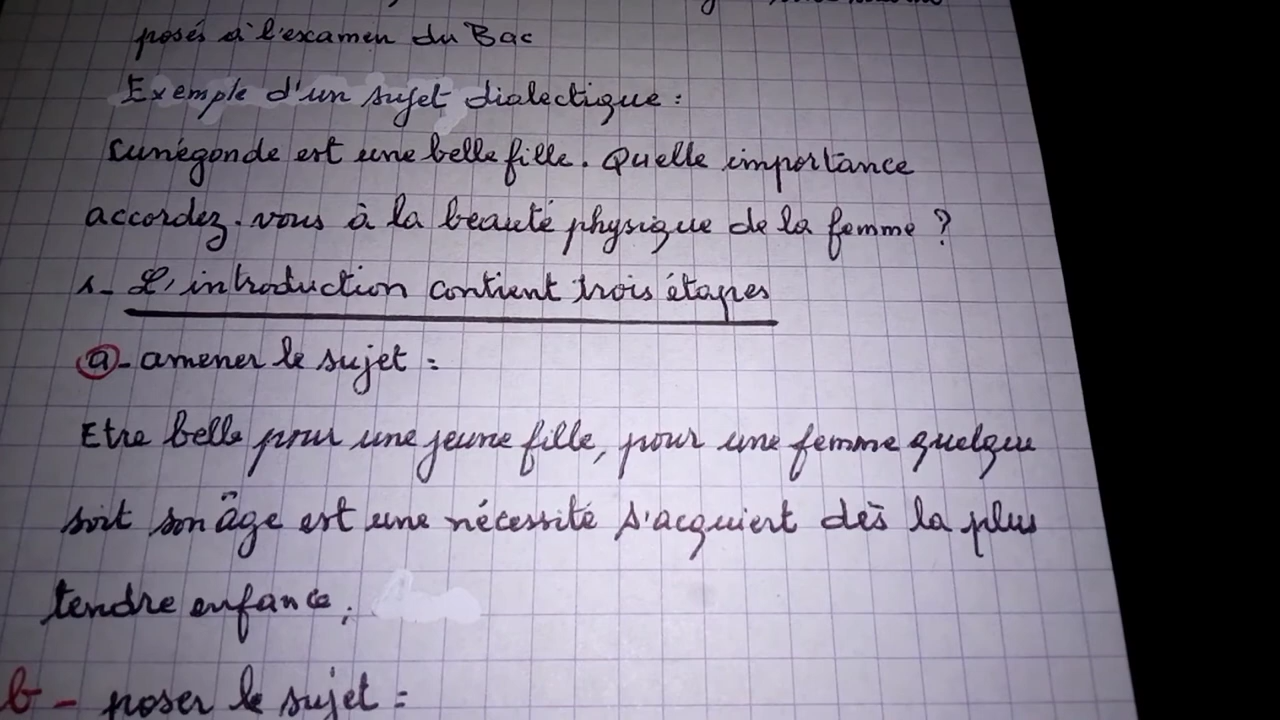 posés à l'examen du Bac
Exemple d'un sujet dialectique :
Cunégonde est une belle fille. Quelle importance
accordez-vous à la beauté physique de la femme ?
1- L'introduction contient trois étapes
a- amener le sujet :
Etre belle pour une jeune fille, pour une femme quelque
soit son âge est une nécessité s'acquiert dès la plus
tendre enfance.
b- poser le sujet :